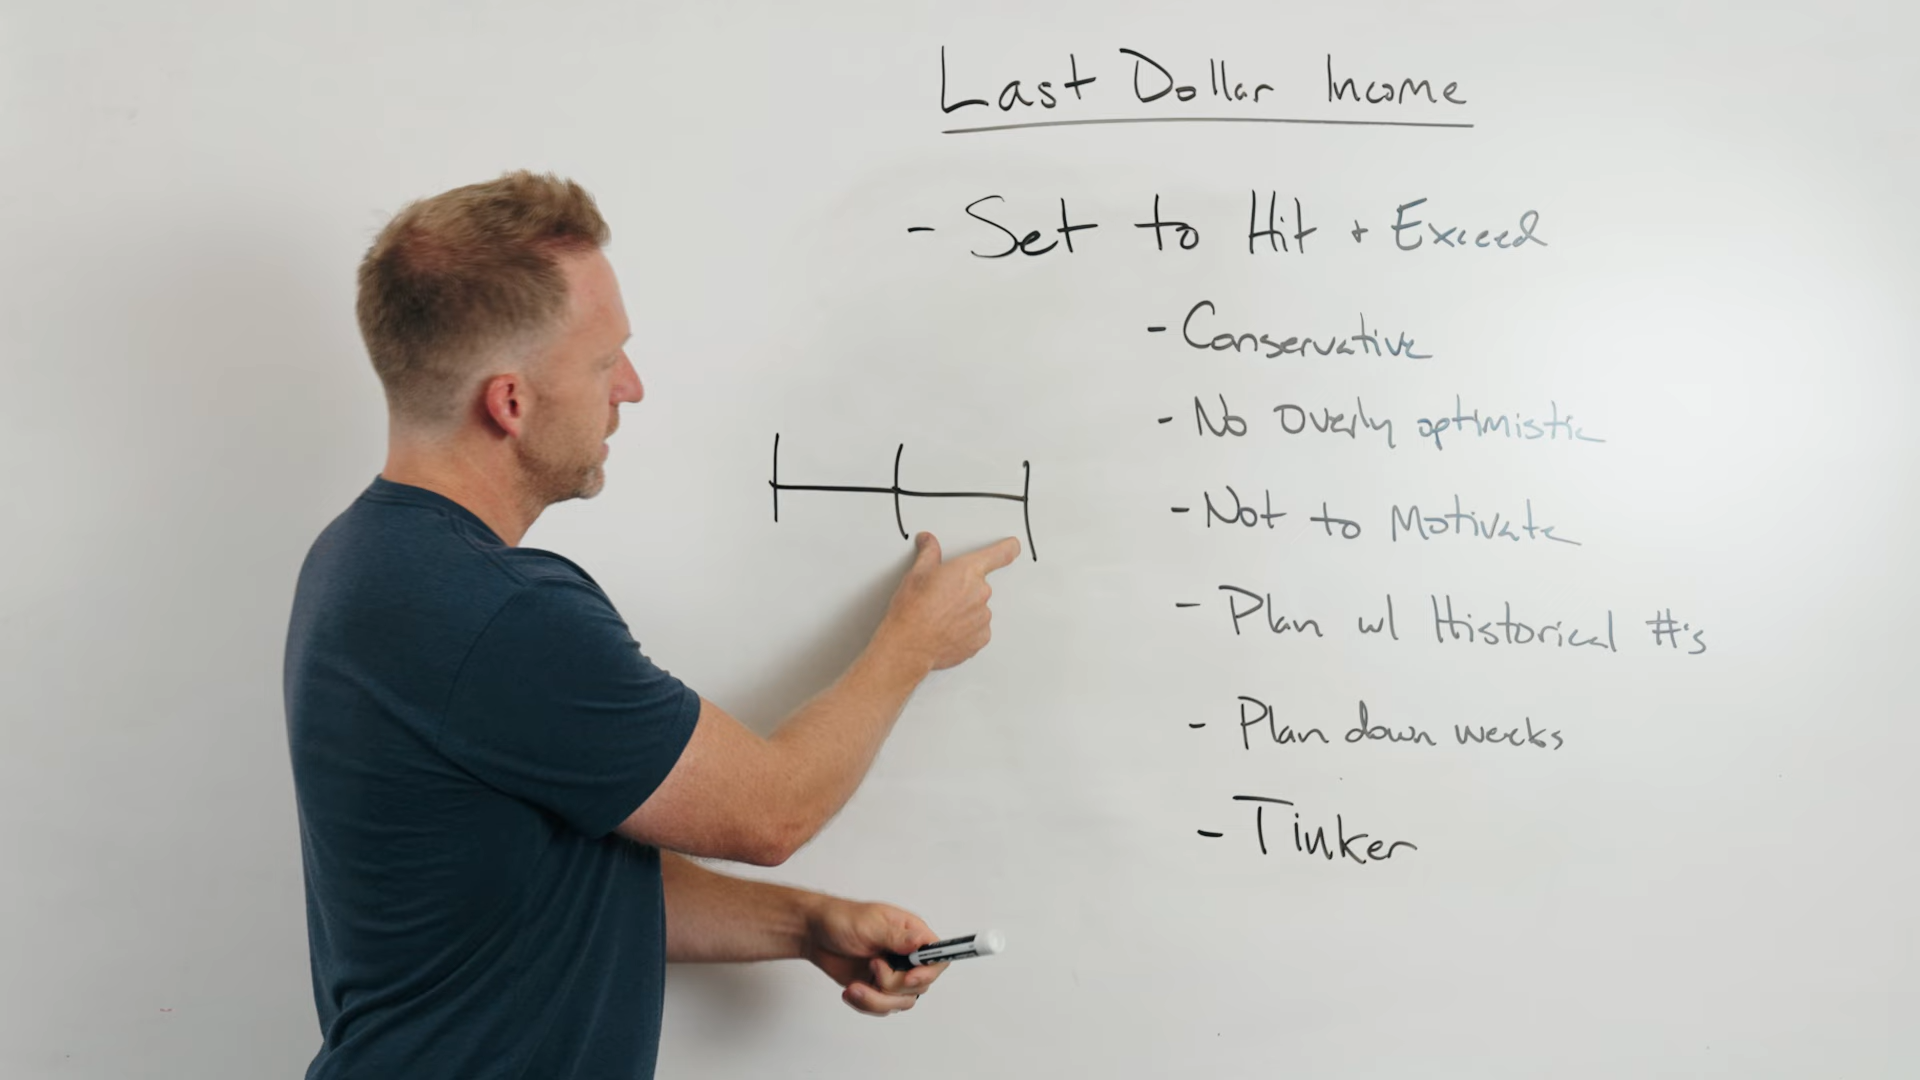 Last Dollar Income
- Set to Hit + Exceed
- Conservative
- No Overly optimistic
- Not to Motivate
- Plan w/ Historical #'s
- Plan down weeks
- Tinker